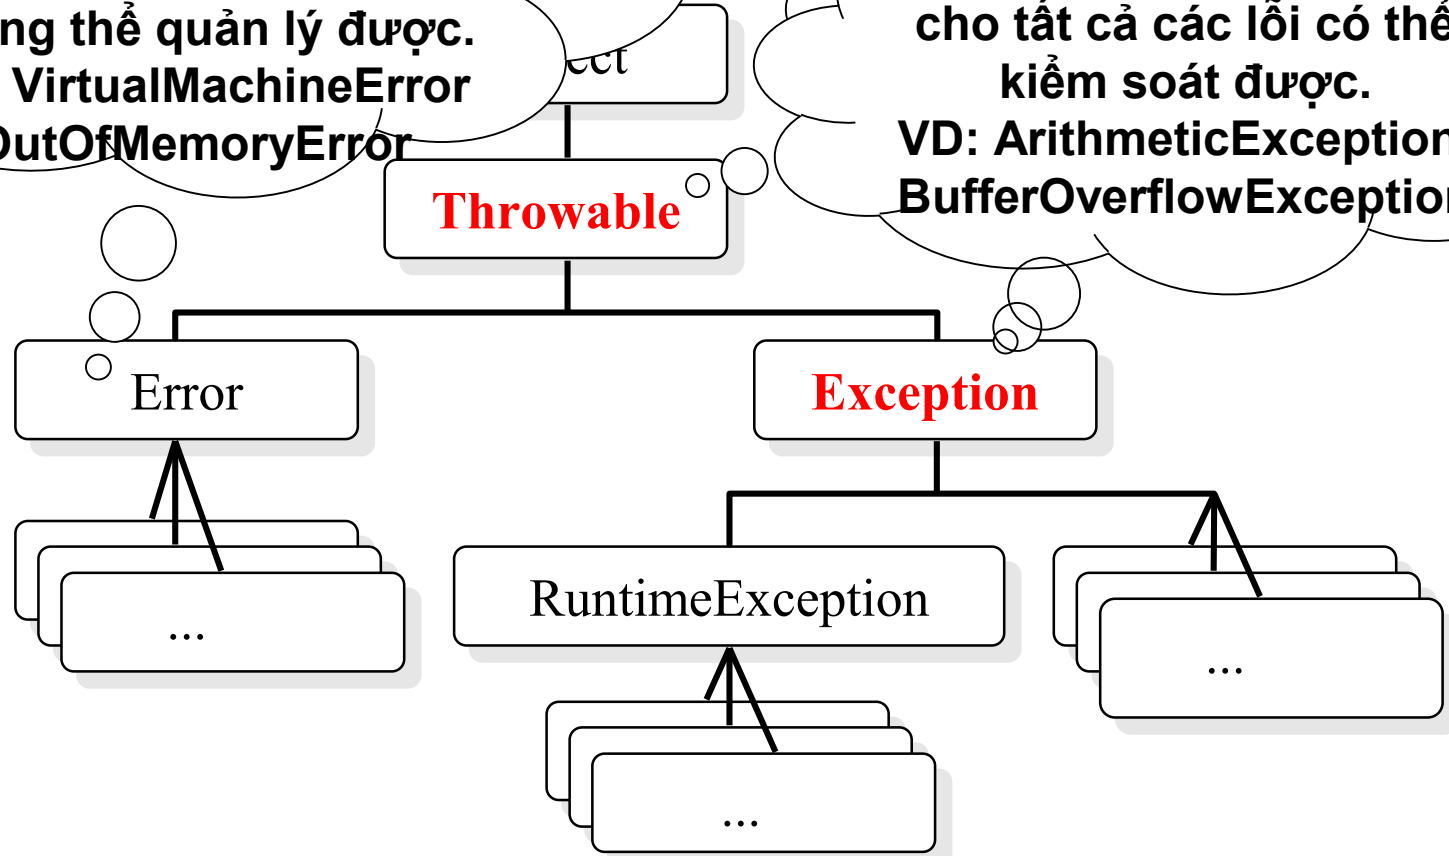 ng thể quản lý được.
VirtualMachineError
OutOfMemoryError
ect
cho tất cả các lỗi có thể
kiểm soát được.
VD: ArithmeticException
BufferOverflowException
Throwable
Error
Exception
...
RuntimeException
...
...